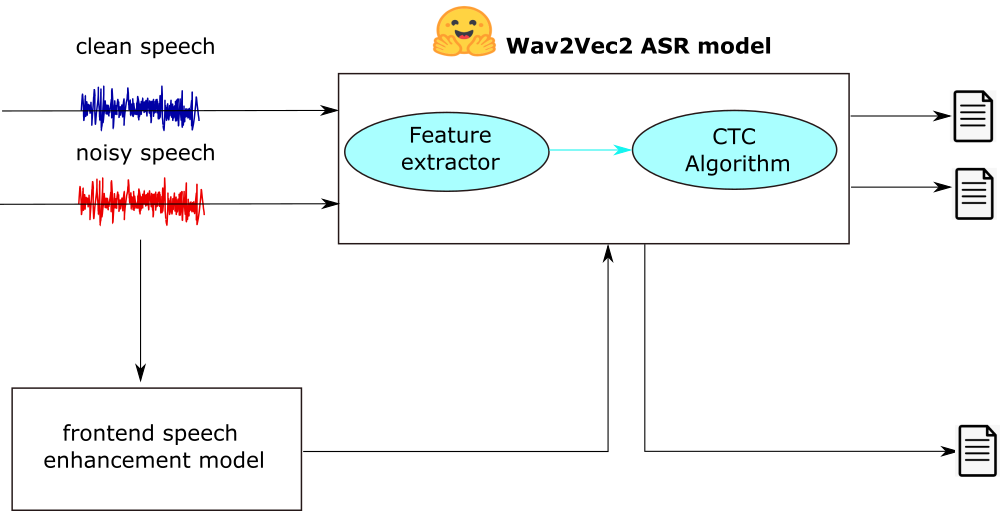 clean speech
Wav2Vec2 ASR model
noisy speech
Feature
extractor
CTC
Algorithm
frontend speech
enhancement model